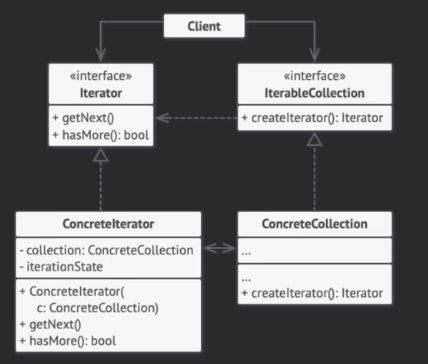 Client
«interface»
Iterator
+ getNext()
+ hasMore(): bool
«interface»
IterableCollection
+ createIterator(): Iterator
ConcreteIterator
- collection: ConcreteCollection
- iterationState
+ ConcreteIterator(
c: ConcreteCollection)
+ getNext()
+ hasMore(): bool
ConcreteCollection
...
...
+ createIterator(): Iterator